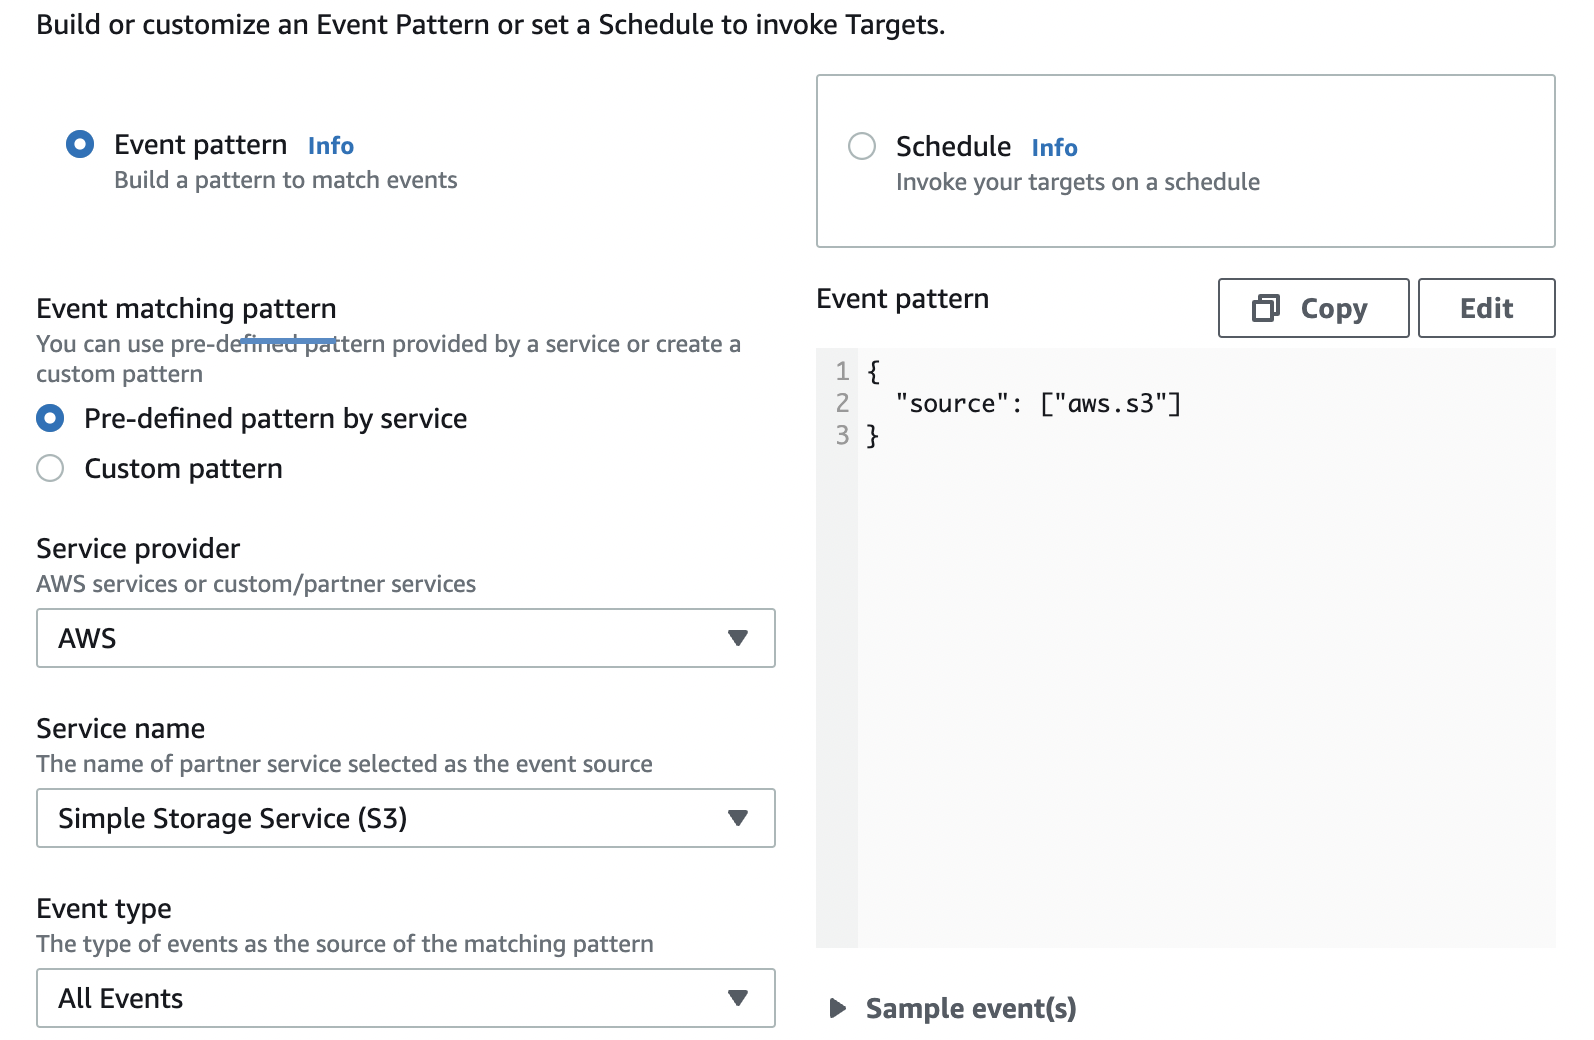 Build or customize an Event Pattern or set a Schedule to invoke Targets.
Event pattern Info
Build a pattern to match events
Schedule Info
Invoke your targets on a schedule
Event matching pattern
You can use pre-defined pattern provided by a service or create a
custom pattern
Pre-defined pattern by service
Custom pattern
Service provider
AWS services or custom/partner services
AWS
Service name
The name of partner service selected as the event source
Simple Storage Service (S3)
Event type
The type of events as the source of the matching pattern
All Events
Event pattern
Copy
Edit
1 {
2 "source": ["aws.s3"]
3 }
Sample event(s)